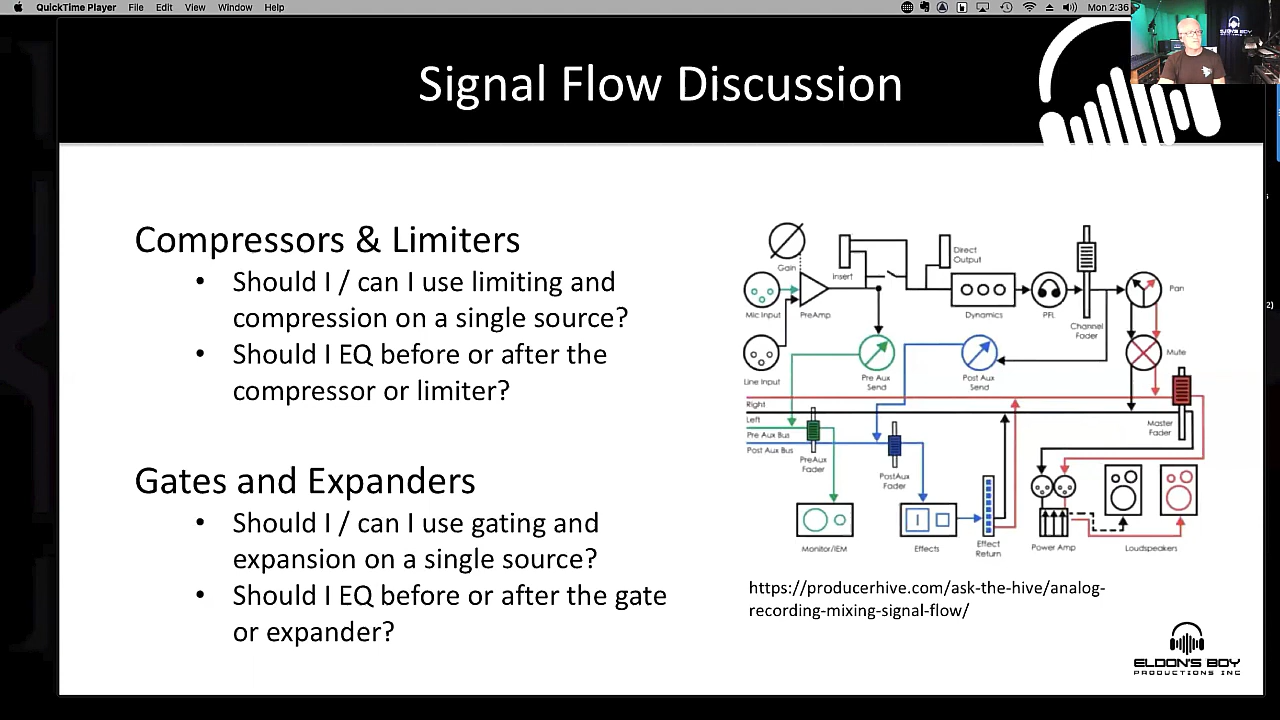 QuickTime Player File Edit View Window Help
Mon 2:36
Signal Flow Discussion
Compressors & Limiters
• Should I / can I use limiting and
compression on a single source?
• Should I EQ before or after the
compressor or limiter?
Gates and Expanders
• Should I / can I use gating and
expansion on a single source?
• Should I EQ before or after the gate
or expander?
Gain
Insert
Direct
Output
Mic Input
PreAmp
Dynamics
PFL
Channel
Fader
Pan
Line Input
Pre Aux
Send
Post Aux
Send
Mute
Right
Left
Pre Aux Bus
Post Aux Bus
PreAux
Fader
PostAux
Fader
Master
Fader
Monitor/IEM
Effects
Effect
Return
Power Amp
Loudspeakers
https://producerhive.com/ask-the-hive/analog-
recording-mixing-signal-flow/
ELDON'S BOY
PRODUCTIONS INC